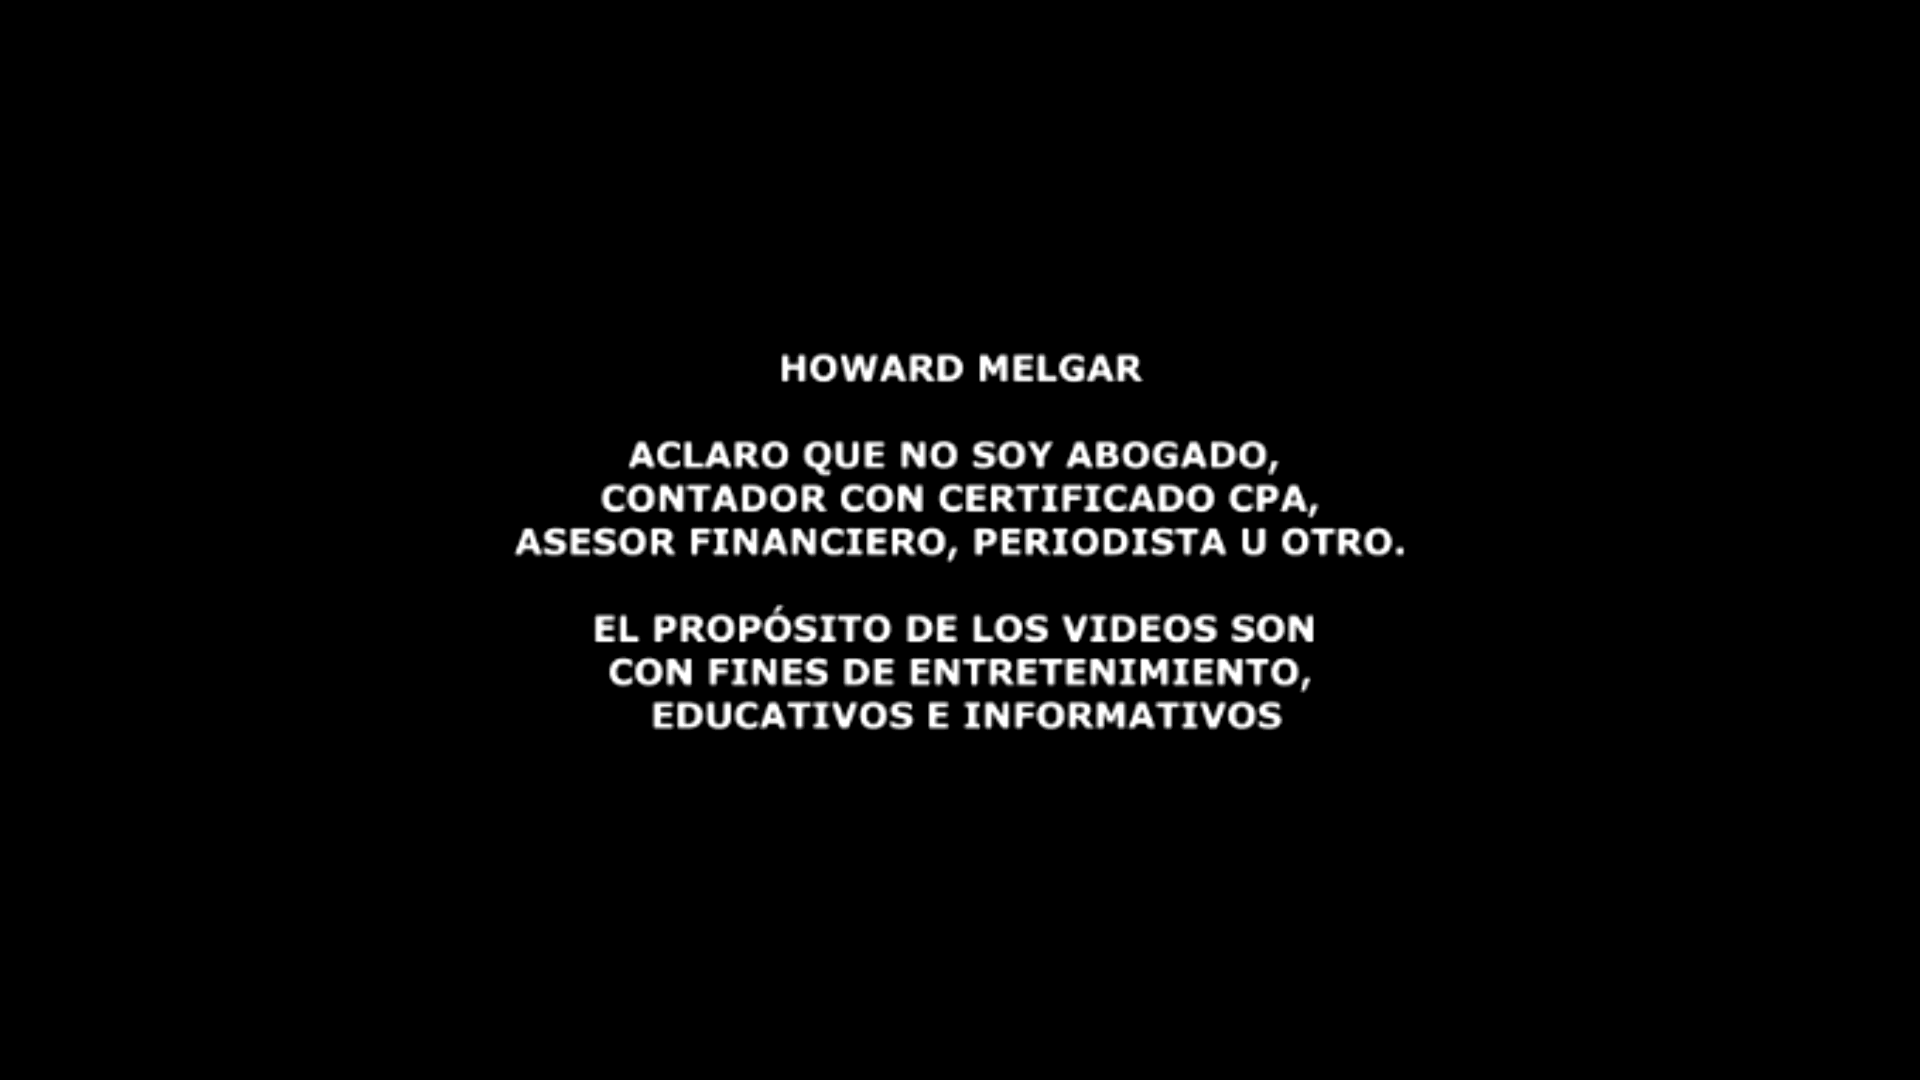 HOWARD MELGAR
ACLARO QUE NO SOY ABOGADO,
CONTADOR CON CERTIFICADO CPA,
ASESOR FINANCIERO, PERIODISTA U OTRO.
EL PROPÓSITO DE LOS VIDEOS SON
CON FINES DE ENTRETENIMIENTO,
EDUCATIVOS E INFORMATIVOS